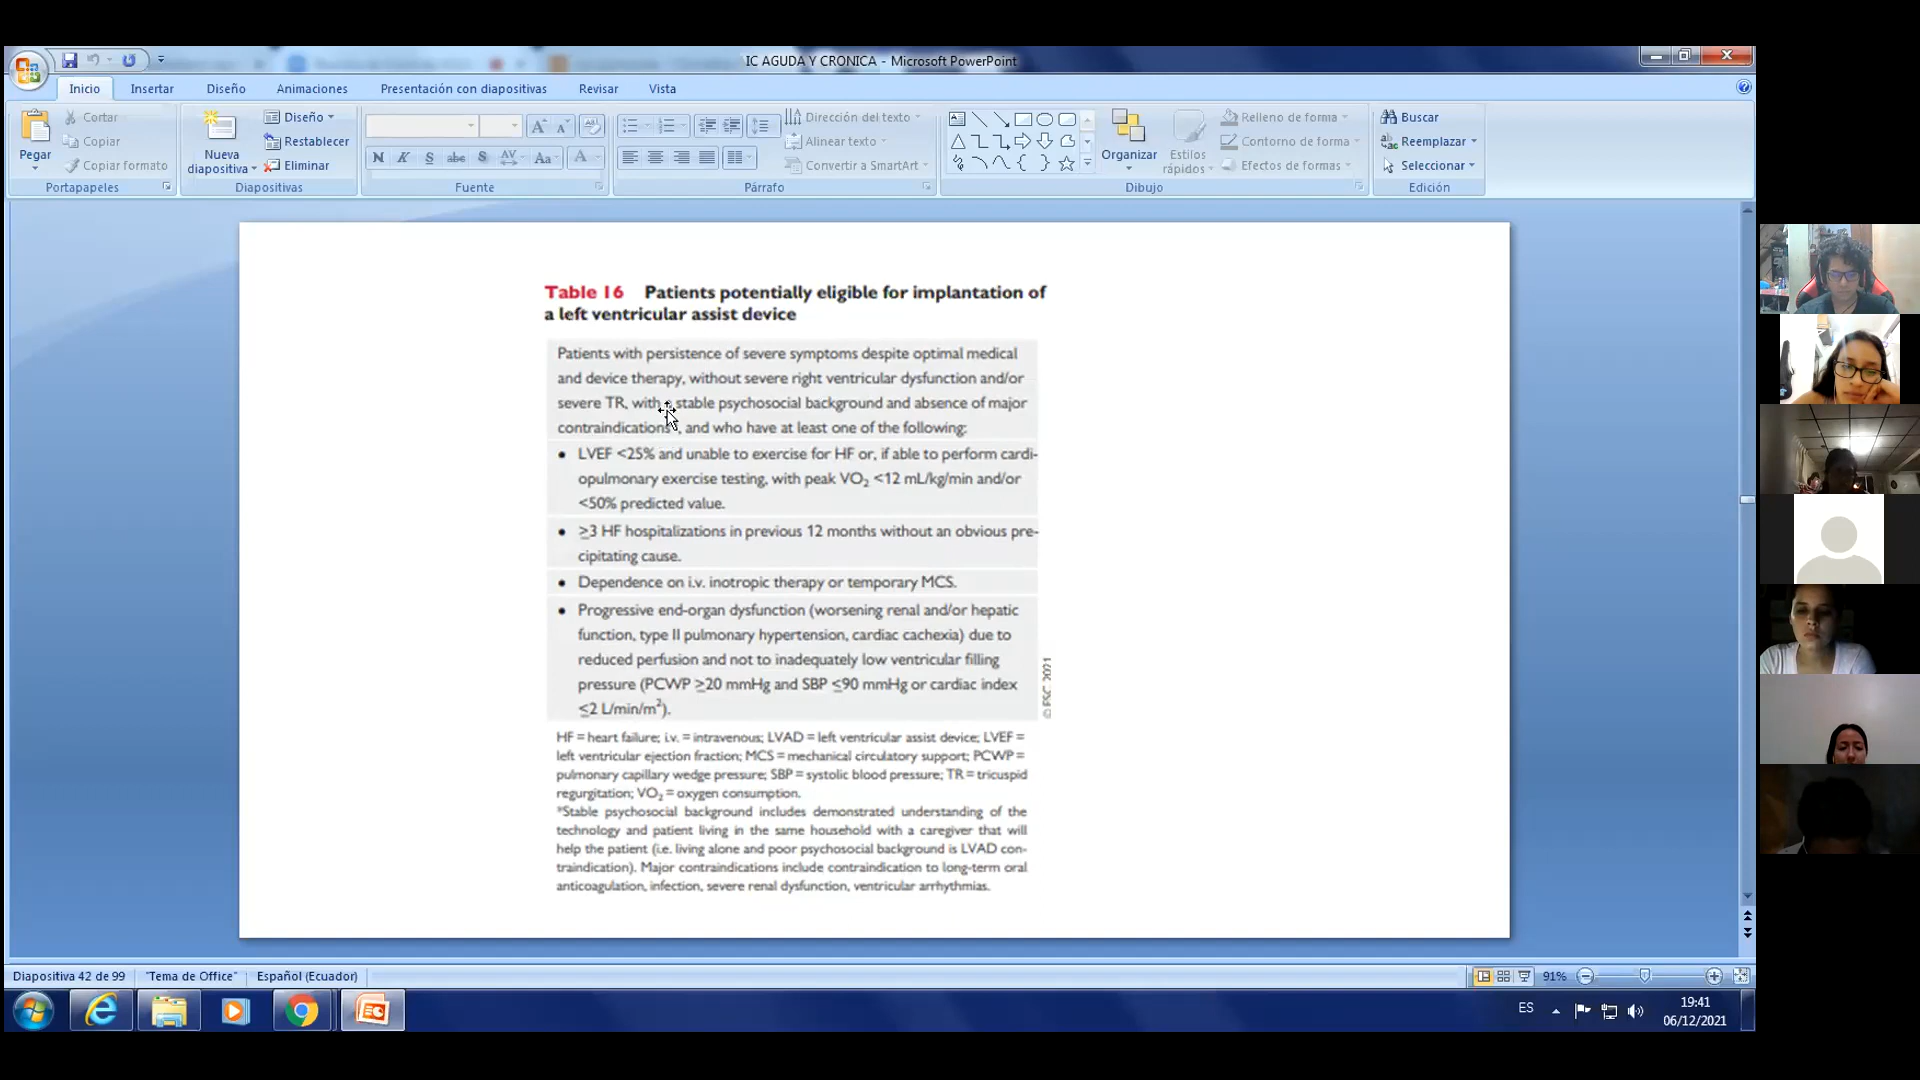 IC AGUDA Y CRONICA - Microsoft PowerPoint
Inicio Insertar Diseño Animaciones Presentación con diapositivas Revisar Vista
Pegar
Cortar
Copiar
Copiar formato
Portapapeles
Nueva
diapositiva
Diseño
Restablecer
Eliminar
Diapositivas
N K S abc S AV Aa A
Fuente
Dirección del texto
Alinear texto
Convertir a SmartArt
Párrafo
Organizar
Estilos
rápidos
Relleno de forma
Contorno de forma
Efectos de formas
Dibujo
Buscar
Reemplazar
Seleccionar
Edición
Table 16 Patients potentially eligible for implantation of
a left ventricular assist device
Patients with persistence of severe symptoms despite optimal medical
and device therapy, without severe right ventricular dysfunction and/or
severe TR, with stable psychosocial background and absence of major
contraindications, and who have at least one of the following:
• LVEF <25% and unable to exercise for HF or, if able to perform cardi-
opulmonary exercise testing, with peak VO₂ <12 mL/kg/min and/or
<50% predicted value.
• ≥3 HF hospitalizations in previous 12 months without an obvious pre-
cipitating cause.
• Dependence on i.v. inotropic therapy or temporary MCS.
• Progressive end-organ dysfunction (worsening renal and/or hepatic
function, type II pulmonary hypertension, cardiac cachexia) due to
reduced perfusion and not to inadequately low ventricular filling
pressure (PCWP ≥20 mmHg and SBP ≤90 mmHg or cardiac index
≤2 L/min/m²).
© ESC 2021
HF = heart failure; i.v. = intravenous; LVAD = left ventricular assist device; LVEF =
left ventricular ejection fraction; MCS = mechanical circulatory support; PCWP =
pulmonary capillary wedge pressure; SBP = systolic blood pressure; TR = tricuspid
regurgitation; VO₂ = oxygen consumption.
ᵃStable psychosocial background includes demonstrated understanding of the
technology and patient living in the same household with a caregiver that will
help the patient (i.e. living alone and poor psychosocial background is LVAD con-
traindication). Major contraindications include contraindication to long-term oral
anticoagulation, infection, severe renal dysfunction, ventricular arrhythmias.
Diapositiva 42 de 99 "Tema de Office" Español (Ecuador) 91%
ES
19:41
06/12/2021